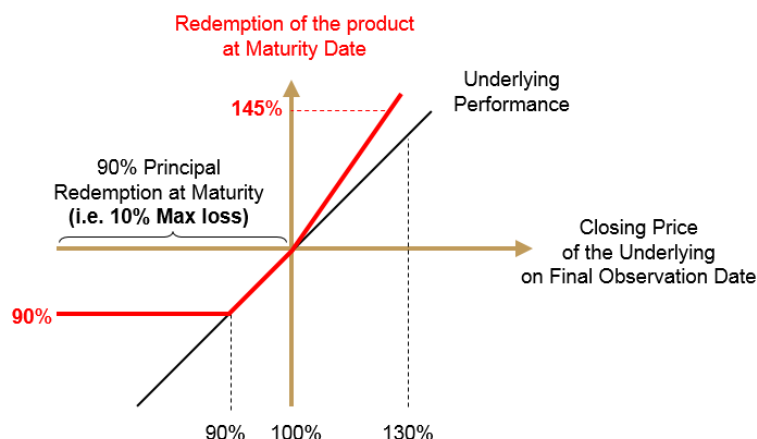 Redemption of the product
at Maturity Date
Underlying
Performance
145%
90% Principal
Redemption at Maturity
(i.e. 10% Max loss)
Closing Price
of the Underlying
on Final Observation Date
90%
90%
100%
130%